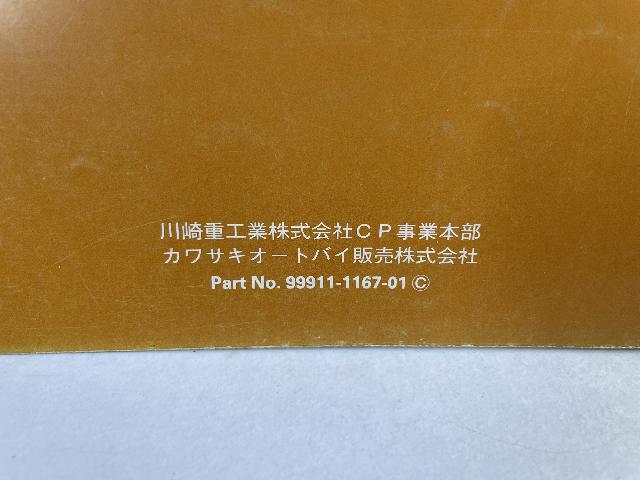 川崎重工業株式会社ＣＰ事業本部
カワサキオートバイ販売株式会社
Part No. 99911-1167-01 Ⓒ